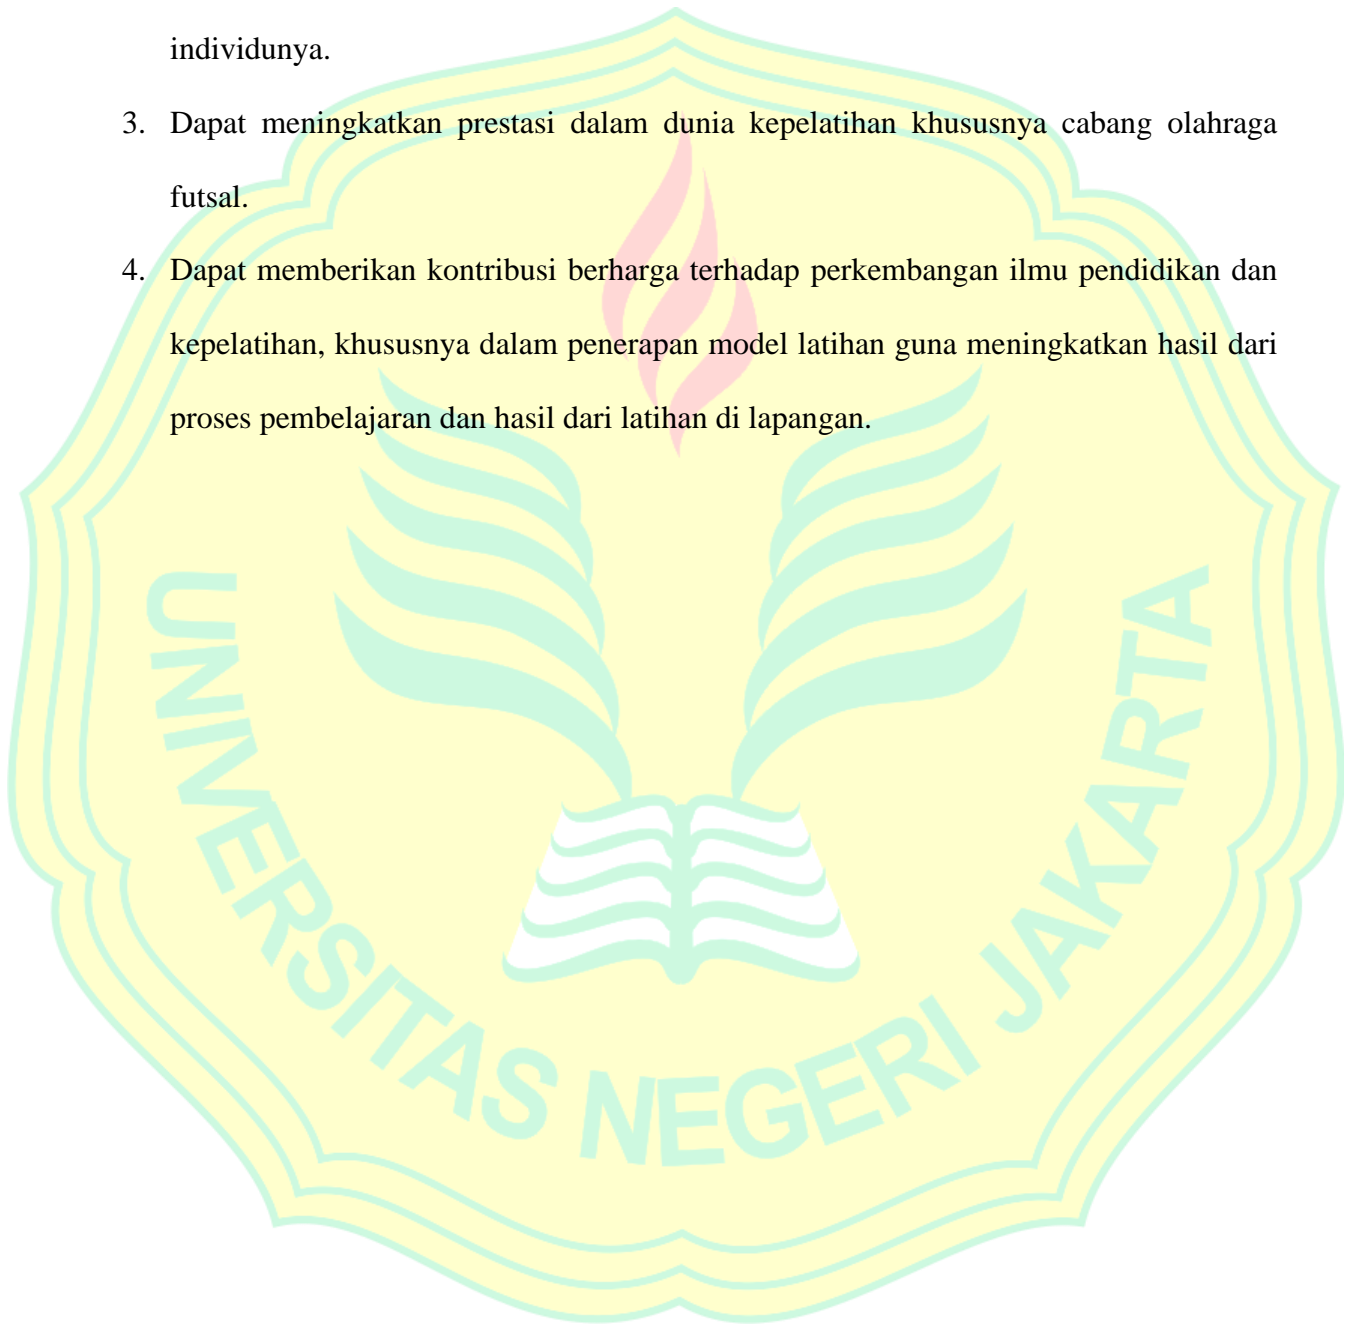 individunya.
3. Dapat meningkatkan prestasi dalam dunia kepelatihan khususnya cabang olahraga
futsal.
4. Dapat memberikan kontribusi berharga terhadap perkembangan ilmu pendidikan dan
kepelatihan, khususnya dalam penerapan model latihan guna meningkatkan hasil dari
proses pembelajaran dan hasil dari latihan di lapangan.
UNIVERSITAS NEGERI JAKARTA